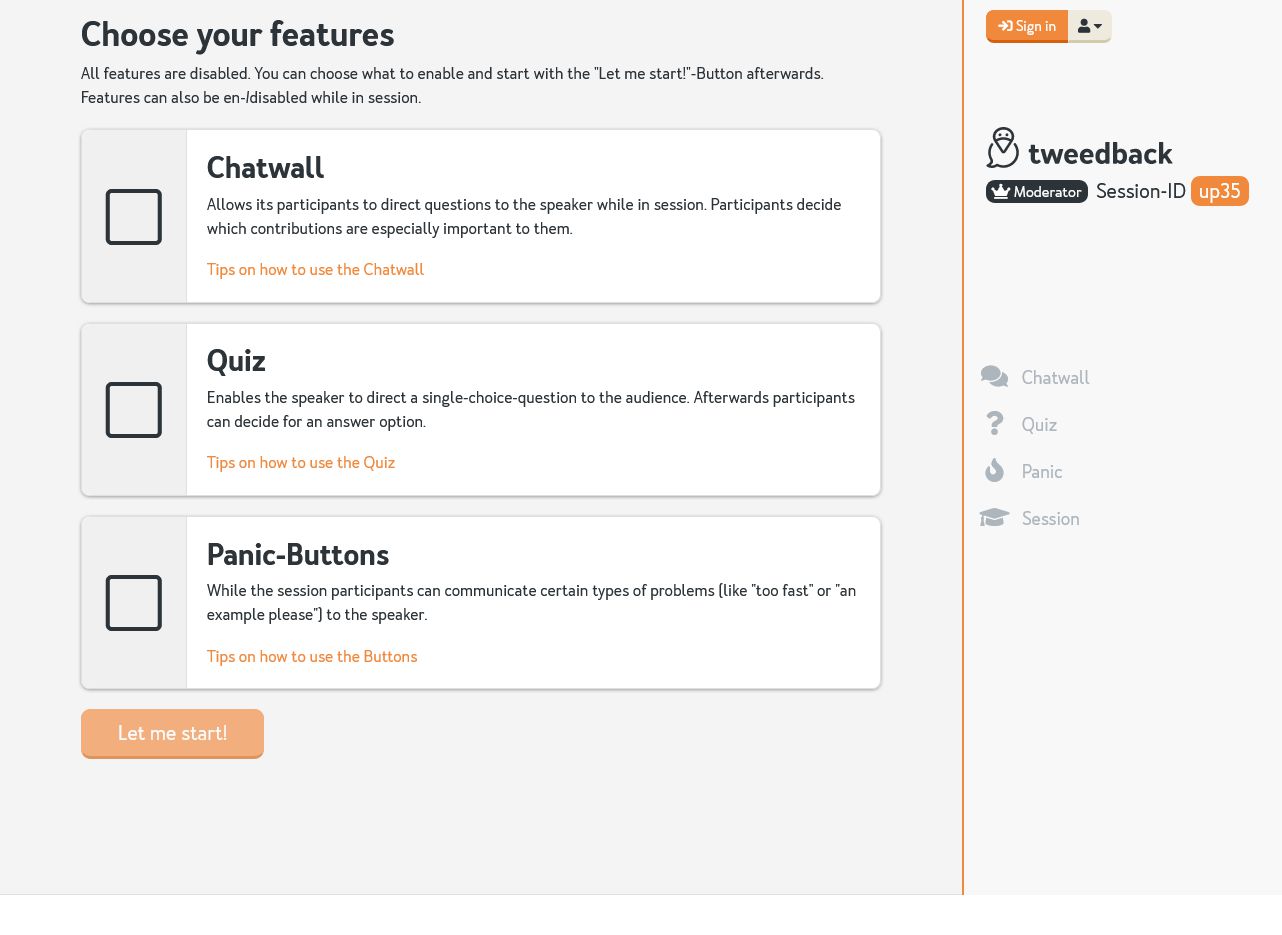 Choose your features
All features are disabled. You can choose what to enable and start with the "Let me start!"-Button afterwards.
Features can also be en-/disabled while in session.
Chatwall
Allows its participants to direct questions to the speaker while in session. Participants decide
which contributions are especially important to them.
Tips on how to use the Chatwall
Quiz
Enables the speaker to direct a single-choice-question to the audience. Afterwards participants
can decide for an answer option.
Tips on how to use the Quiz
Panic-Buttons
While the session participants can communicate certain types of problems (like "too fast" or "an
example please") to the speaker.
Tips on how to use the Buttons
Let me start!
Sign in
tweedback
Moderator Session-ID up35
Chatwall
Quiz
Panic
Session